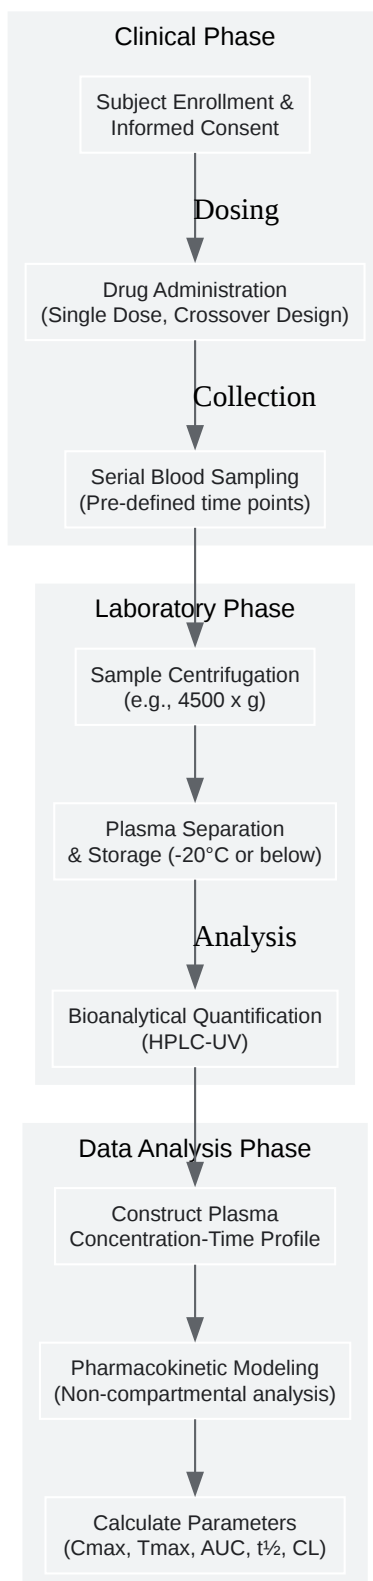 Clinical Phase
Subject Enrollment &
Informed Consent
Dosing
Drug Administration
(Single Dose, Crossover Design)
Collection
Serial Blood Sampling
(Pre-defined time points)
Laboratory Phase
Sample Centrifugation
(e.g., 4500 x g)
Plasma Separation
& Storage (-20°C or below)
Analysis
Bioanalytical Quantification
(HPLC-UV)
Data Analysis Phase
Construct Plasma
Concentration-Time Profile
Pharmacokinetic Modeling
(Non-compartmental analysis)
Calculate Parameters
(Cmax, Tmax, AUC, t½, CL)